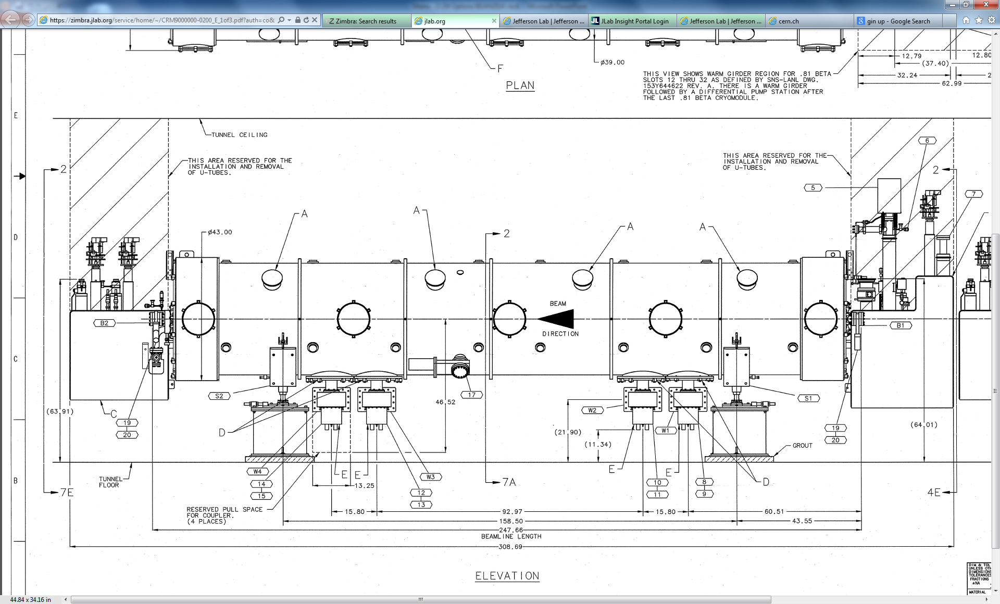 https://zimbra.jlab.org/service/home/~/CRM9000000-0200_E_1of3.pdf?auth=co&
Zimbra: Search results
jlab.org
Jefferson Lab | Jefferson ...
JLab Insight Portal Login
Jefferson Lab | Jefferson ...
cern.ch
gin up - Google Search
F
ø39.00
PLAN
THIS VIEW SHOWS WARM GIRDER REGION FOR .81 BETA
SLOTS 12 THRU 32 AS DEFINED BY SNS-LANL DWG.
153Y644622 REV. A. THERE IS A WARM GIRDER
FOLLOWED BY A DIFFERENTIAL PUMP STATION AFTER
THE LAST .81 BETA CRYOMODULE.
12.79
12.80
(37.40)
32.24
2
62.99
E
D
C
B
TUNNEL CEILING
THIS AREA RESERVED FOR THE
INSTALLATION AND REMOVAL
OF U-TUBES.
THIS AREA RESERVED FOR THE
INSTALLATION AND REMOVAL
OF U-TUBES.
2
2
2
5
6
7
A
A
A
A
ø43.00
BEAM
DIRECTION
B2
B1
S2
S1
17
46.52
W2
W1
(63.91)
C
19
20
D
(21.90)
(11.34)
19
20
(64.01)
GROUT
TUNNEL
FLOOR
W4
14
15
E
E
W3
12
13
13.25
E
E
10
11
8
9
D
7E
7A
4E
RESERVED PULL SPACE
FOR COUPLER.
(4 PLACES)
15.80
92.97
15.80
60.51
158.50
43.55
247.66
BEAMLINE LENGTH
308.69
ELEVATION
DIM & TOL
UNLESS OTH
DIMENSIONS
TOLERANCES
FRACTIONS
±NA
MATERIAL
44.84 x 34.16 in